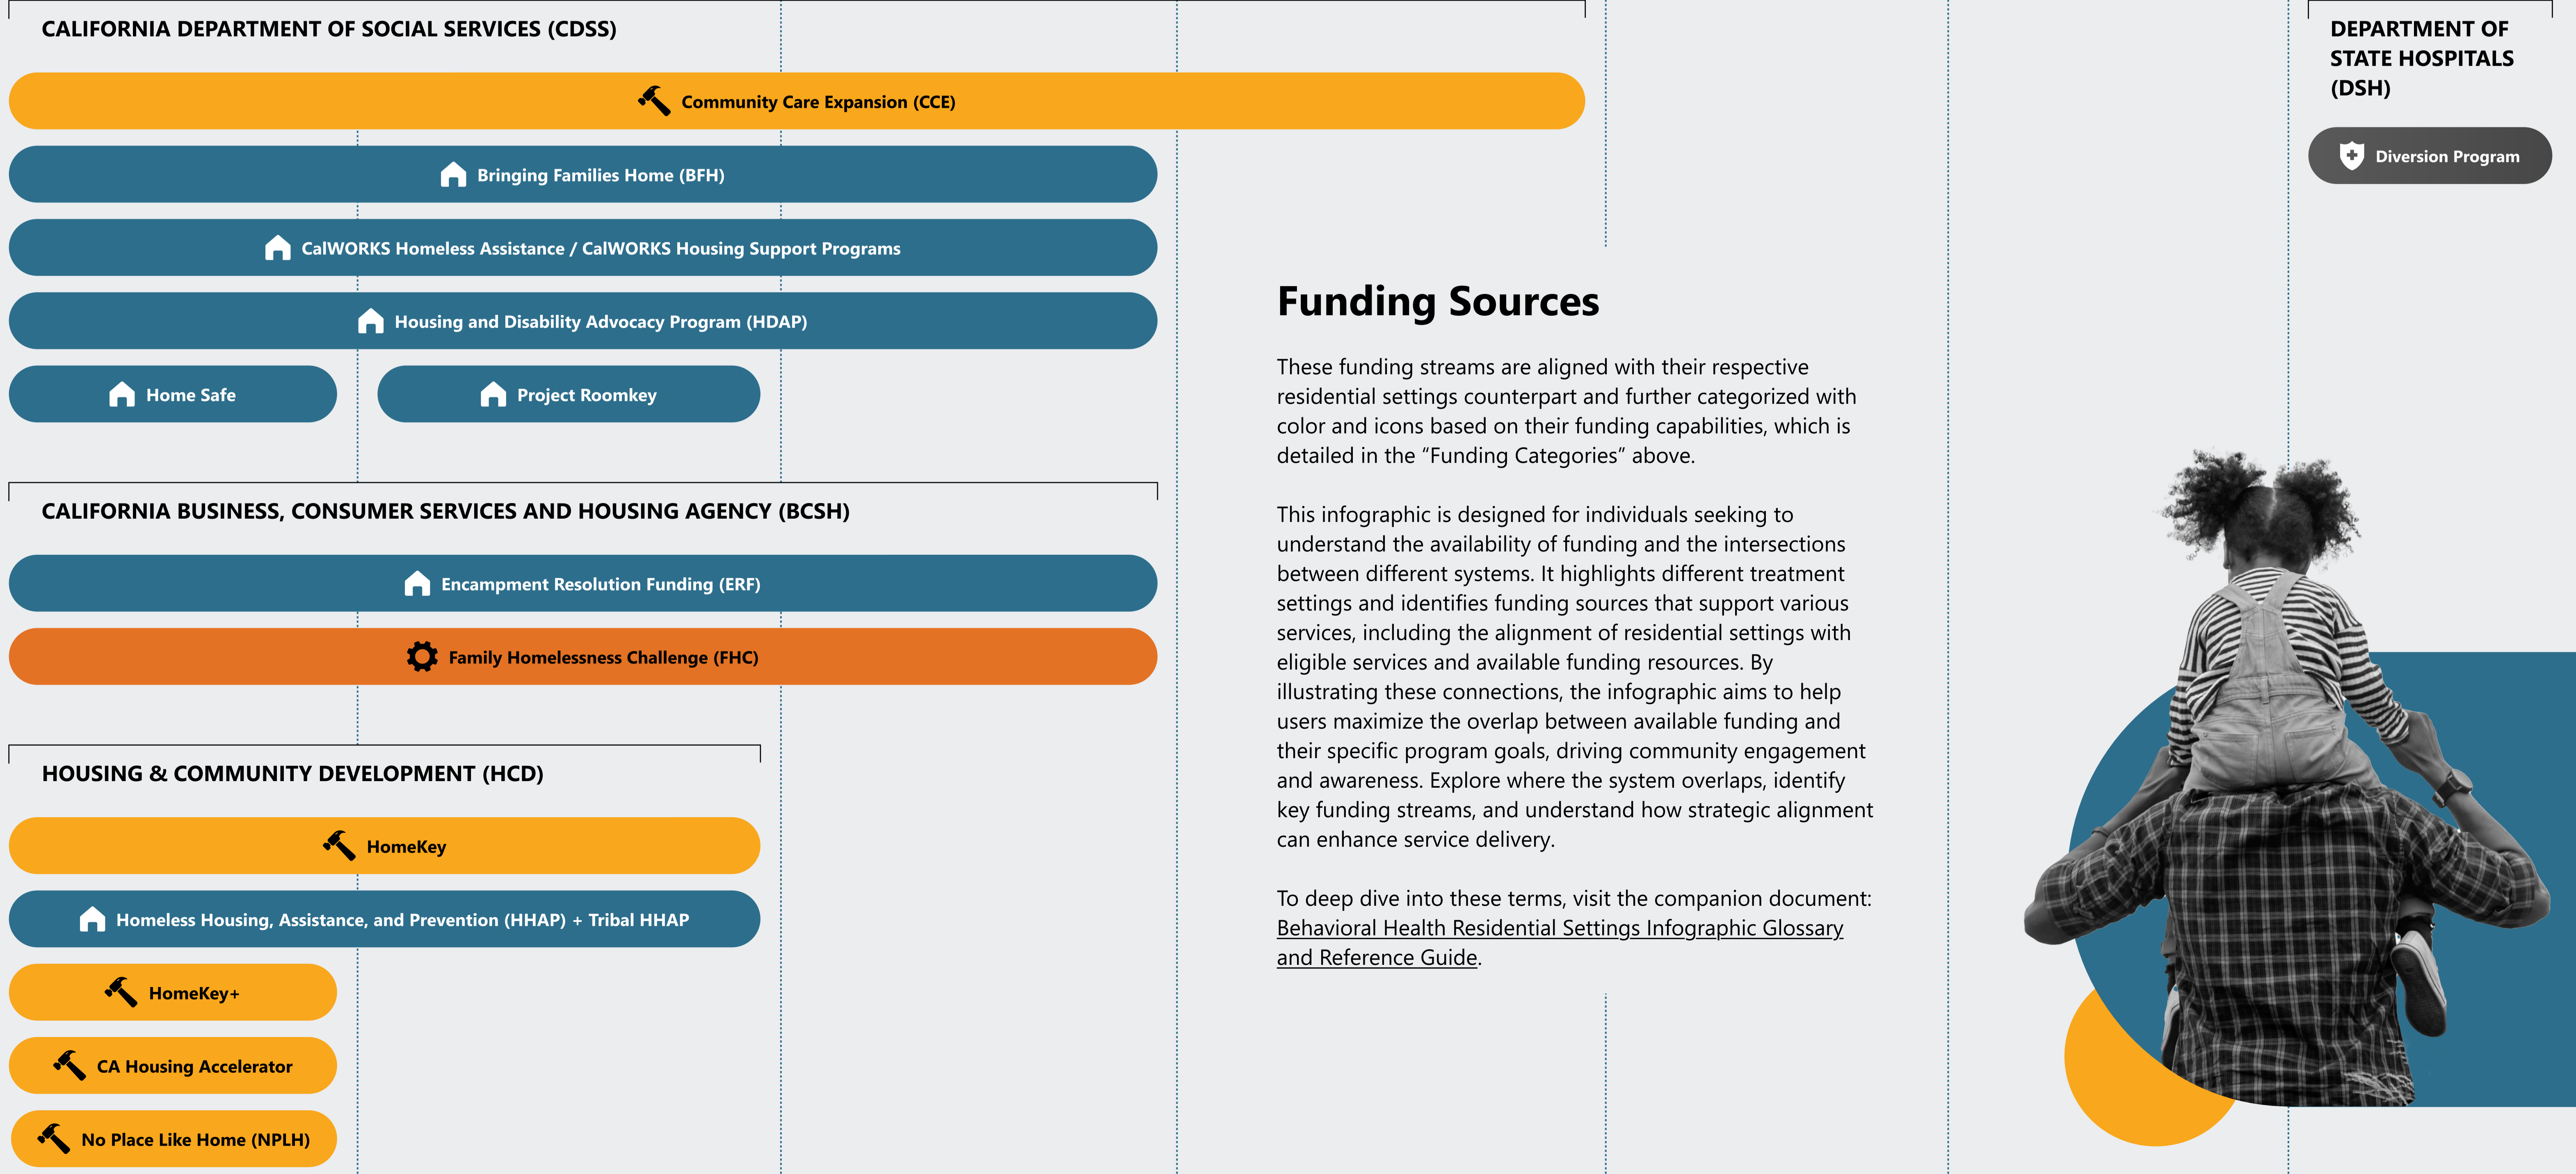 CALIFORNIA DEPARTMENT OF SOCIAL SERVICES (CDSS)
Community Care Expansion (CCE)
Bringing Families Home (BFH)
CalWORKS Homeless Assistance / CalWORKS Housing Support Programs
Housing and Disability Advocacy Program (HDAP)
Home Safe
Project Roomkey
CALIFORNIA BUSINESS, CONSUMER SERVICES AND HOUSING AGENCY (BCSH)
Encampment Resolution Funding (ERF)
Family Homelessness Challenge (FHC)
HOUSING & COMMUNITY DEVELOPMENT (HCD)
HomeKey
Homeless Housing, Assistance, and Prevention (HHAP) + Tribal HHAP
HomeKey+
CA Housing Accelerator
No Place Like Home (NPLH)
Funding Sources
These funding streams are aligned with their respective
residential settings counterpart and further categorized with
color and icons based on their funding capabilities, which is
detailed in the “Funding Categories” above.
This infographic is designed for individuals seeking to
understand the availability of funding and the intersections
between different systems. It highlights different treatment
settings and identifies funding sources that support various
services, including the alignment of residential settings with
eligible services and available funding resources. By
illustrating these connections, the infographic aims to help
users maximize the overlap between available funding and
their specific program goals, driving community engagement
and awareness. Explore where the system overlaps, identify
key funding streams, and understand how strategic alignment
can enhance service delivery.
To deep dive into these terms, visit the companion document:
Behavioral Health Residential Settings Infographic Glossary
and Reference Guide.
DEPARTMENT OF
STATE HOSPITALS
(DSH)
Diversion Program